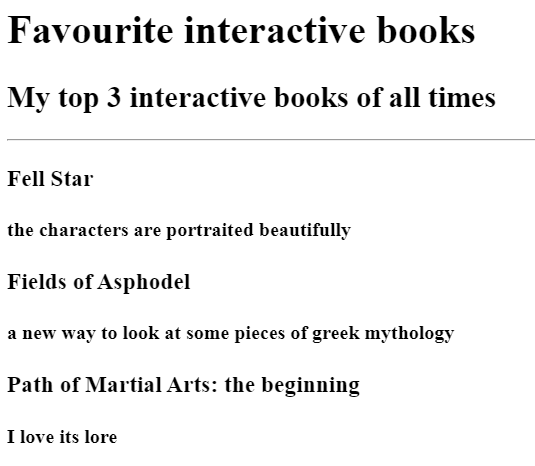 Favourite interactive books
My top 3 interactive books of all times
Fell Star
the characters are portraited beautifully
Fields of Asphodel
a new way to look at some pieces of greek mythology
Path of Martial Arts: the beginning
I love its lore